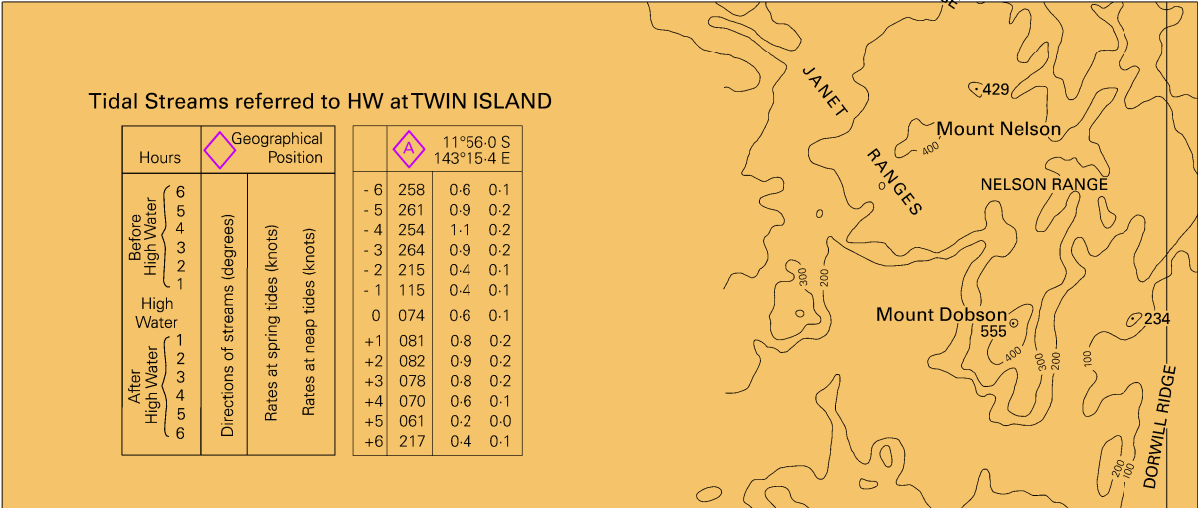 Tidal Streams referred to HW at TWIN ISLAND
Hours
Geographical
Position
Before
High Water
6
5
4
3
2
1
High
Water
After
High Water
1
2
3
4
5
6
Directions of streams (degrees)
Rates at spring tides (knots)
Rates at neap tides (knots)
A
11°56·0 S
143°15·4 E
- 6 258 0·6 0·1
- 5 261 0·9 0·2
- 4 254 1·1 0·2
- 3 264 0·9 0·2
- 2 215 0·4 0·1
- 1 115 0·4 0·1
0 074 0·6 0·1
+1 081 0·8 0·2
+2 082 0·9 0·2
+3 078 0·8 0·2
+4 070 0·6 0·1
+5 061 0·2 0·0
+6 217 0·4 0·1
JANET
RANGES
429
Mount Nelson
400
NELSON RANGE
300
200
Mount Dobson
555
400
300
200
234
100
DORWILL RIDGE
200
100